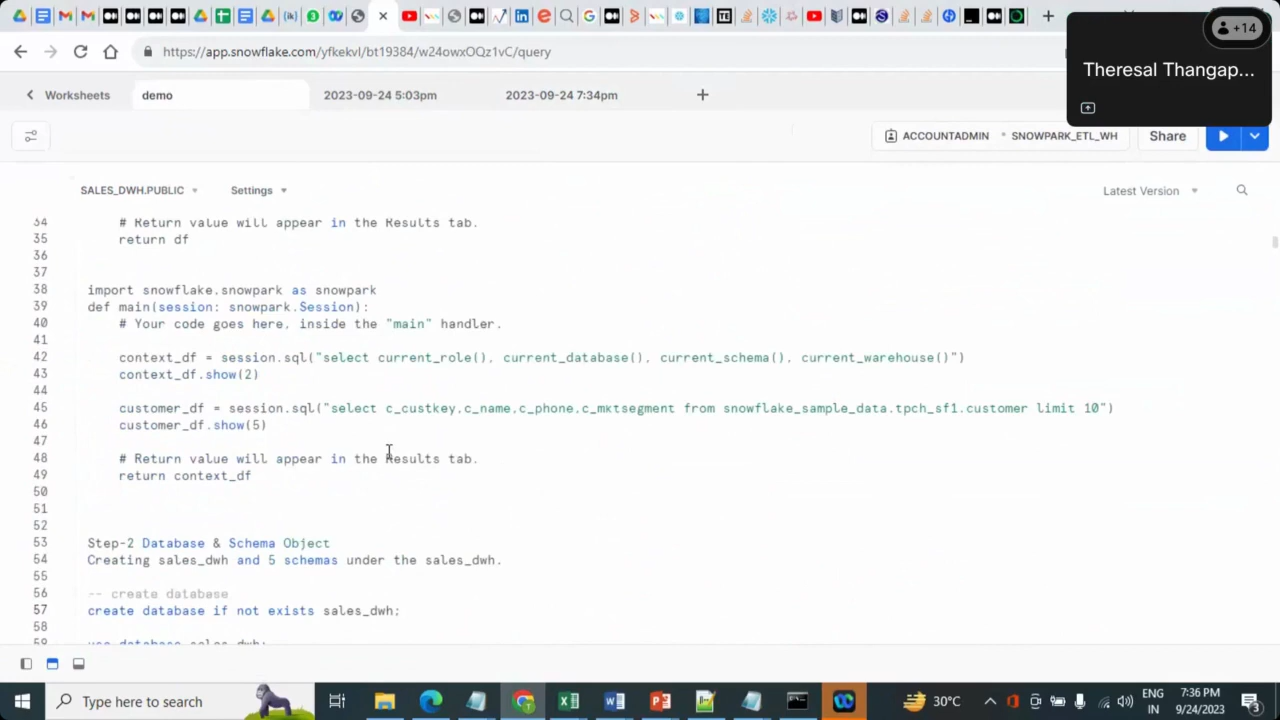 https://app.snowflake.com/yfkekvl/bt19384/w24owxOQz1vC/query
+14
Theresal Thangap...
Worksheets
demo
2023-09-24 5:03pm
2023-09-24 7:34pm
ACCOUNTADMIN
SNOWPARK_ETL_WH
Share
SALES_DWH.PUBLIC
Settings
Latest Version
34 # Return value will appear in the Results tab.
35 return df
36
37
38 import snowflake.snowpark as snowpark
39 def main(session: snowpark.Session):
40 # Your code goes here, inside the "main" handler.
41
42 context_df = session.sql("select current_role(), current_database(), current_schema(), current_warehouse()")
43 context_df.show(2)
44
45 customer_df = session.sql("select c_custkey,c_name,c_phone,c_mktsegment from snowflake_sample_data.tpch_sf1.customer limit 10")
46 customer_df.show(5)
47
48 # Return value will appear in the Results tab.
49 return context_df
50
51
52
53 Step-2 Database & Schema Object
54 Creating sales_dwh and 5 schemas under the sales_dwh.
55
56 -- create database
57 create database if not exists sales_dwh;
58
59 use database sales_dwh;
Type here to search
30°C
ENG
IN
7:36 PM
9/24/2023
3